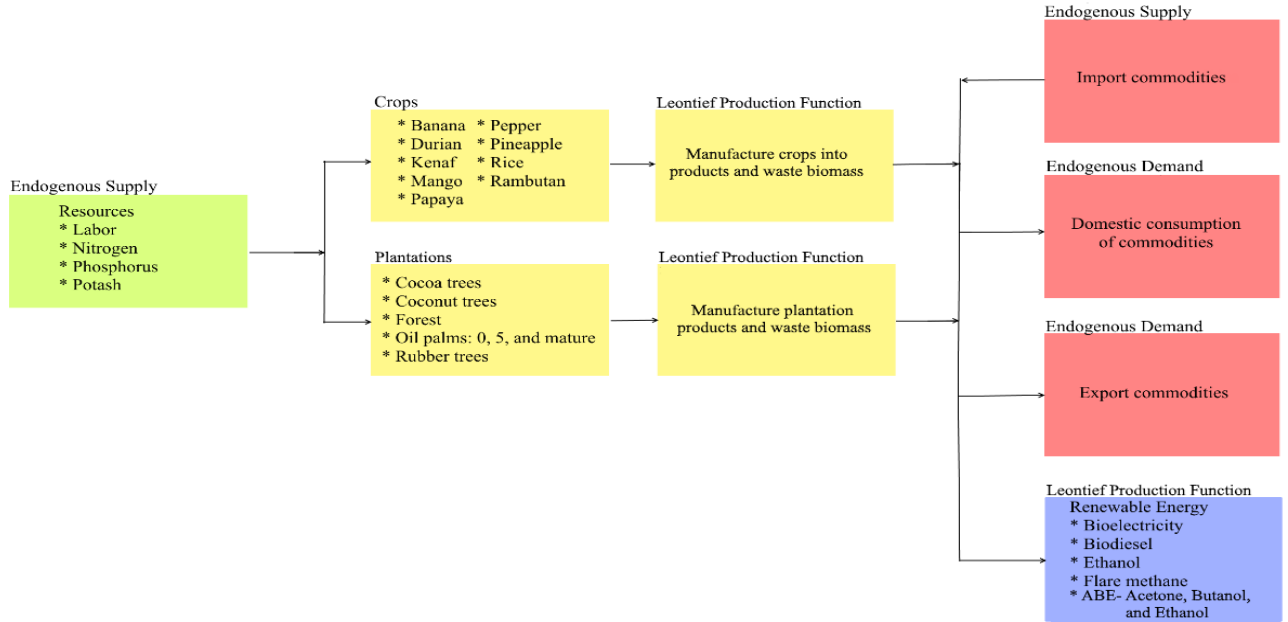 Endogenous Supply
Resources
* Labor
* Nitrogen
* Phosphorus
* Potash
Crops
* Banana * Pepper
* Durian * Pineapple
* Kenaf * Rice
* Mango * Rambutan
* Papaya
Plantations
* Cocoa trees
* Coconut trees
* Forest
* Oil palms: 0, 5, and mature
* Rubber trees
Leontief Production Function
Manufacture crops into
products and waste biomass
Leontief Production Function
Manufacture plantation
products and waste biomass
Endogenous Supply
Import commodities
Endogenous Demand
Domestic consumption
of commodities
Endogenous Demand
Export commodities
Leontief Production Function
Renewable Energy
* Bioelectricity
* Biodiesel
* Ethanol
* Flare methane
* ABE- Acetone, Butanol,
and Ethanol